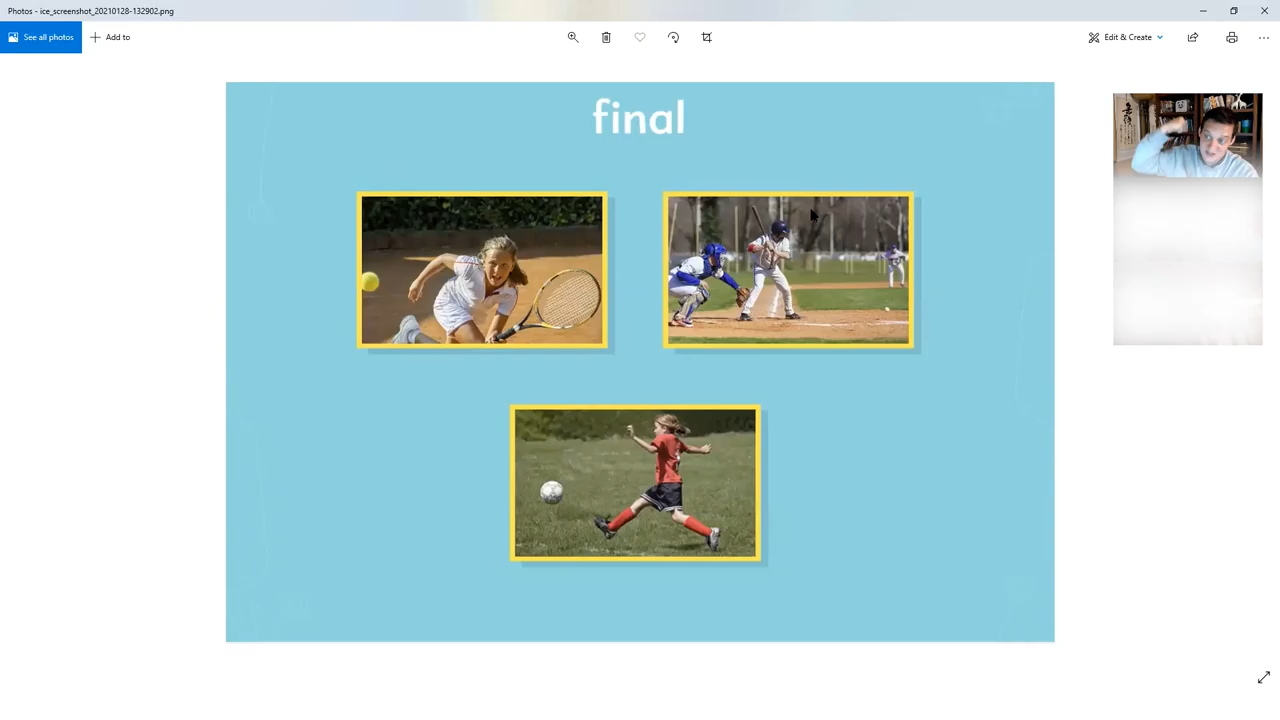 Photos - ice_screenshot_20210128-132902.png
See all photos
Add to
Edit & Create
final